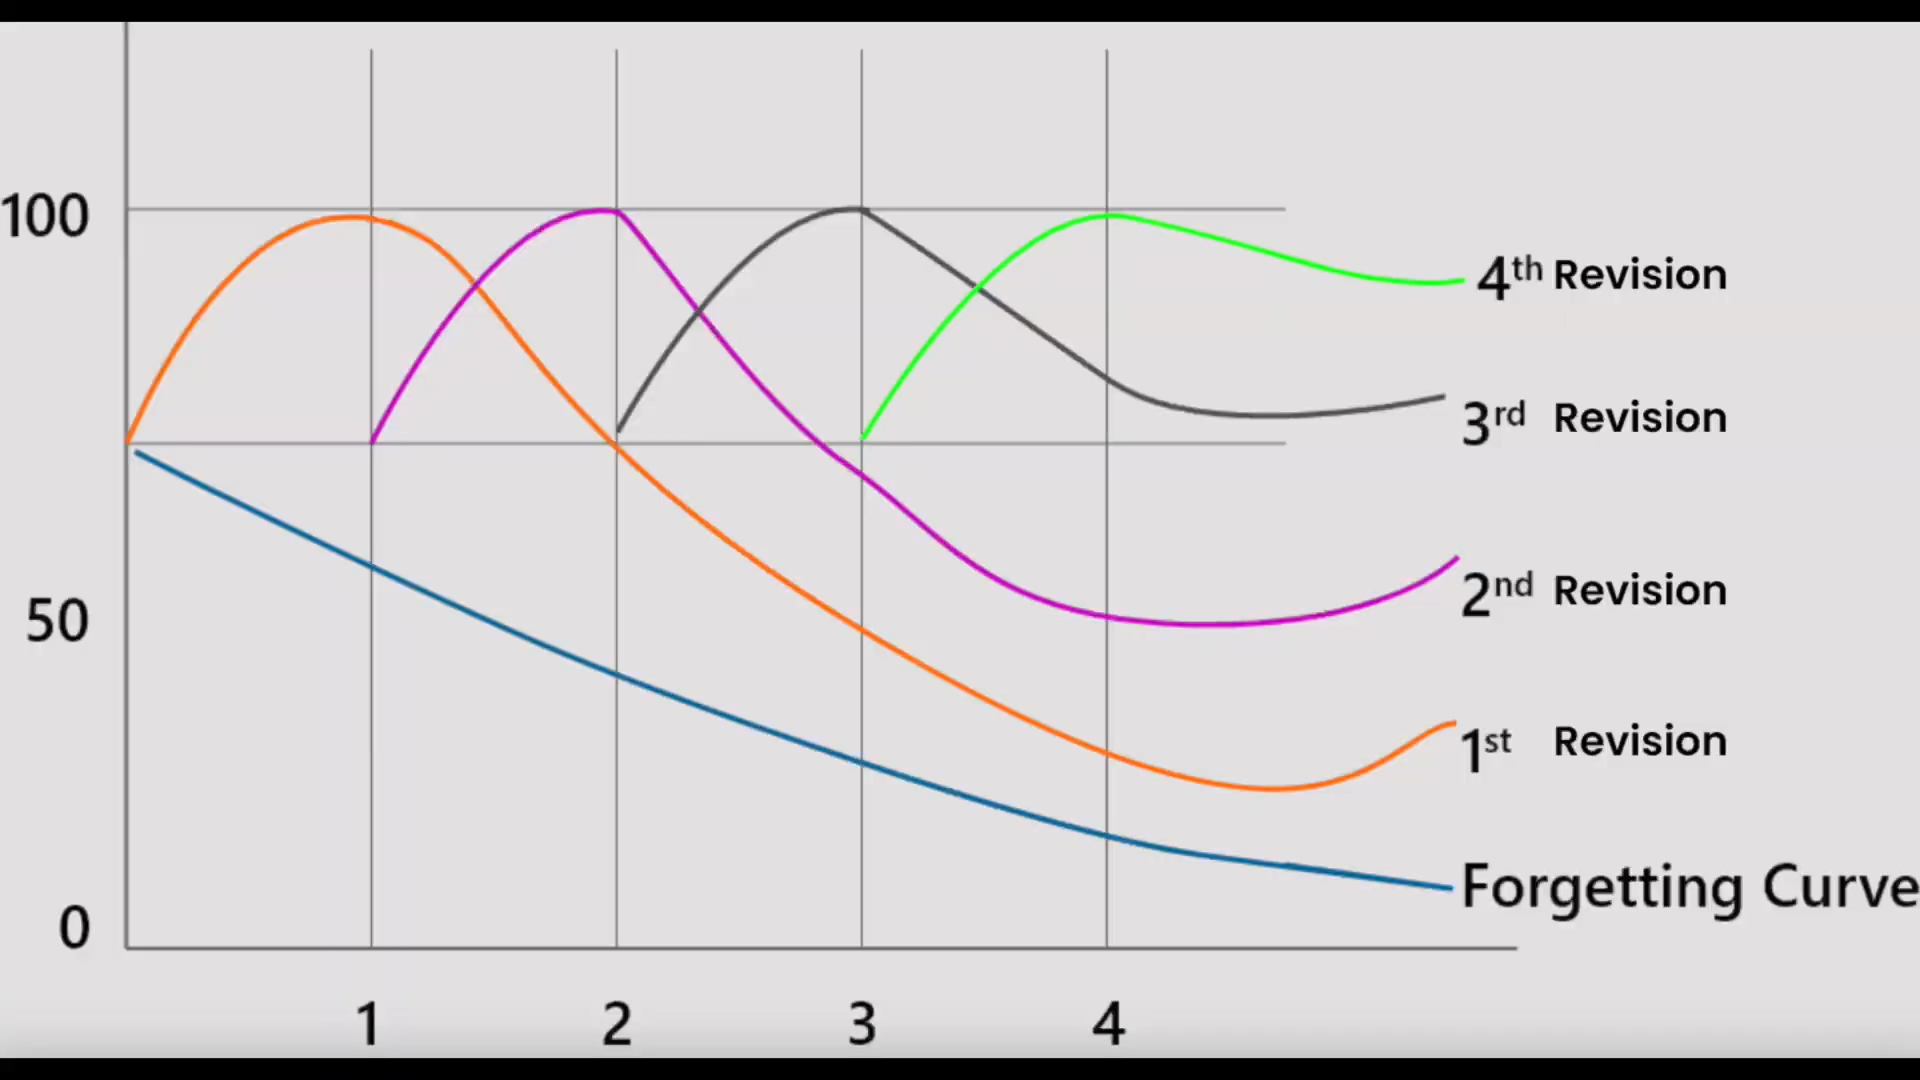 100
4th Revision
3rd Revision
50
2nd Revision
1st Revision
Forgetting Curve
0
1 2 3 4